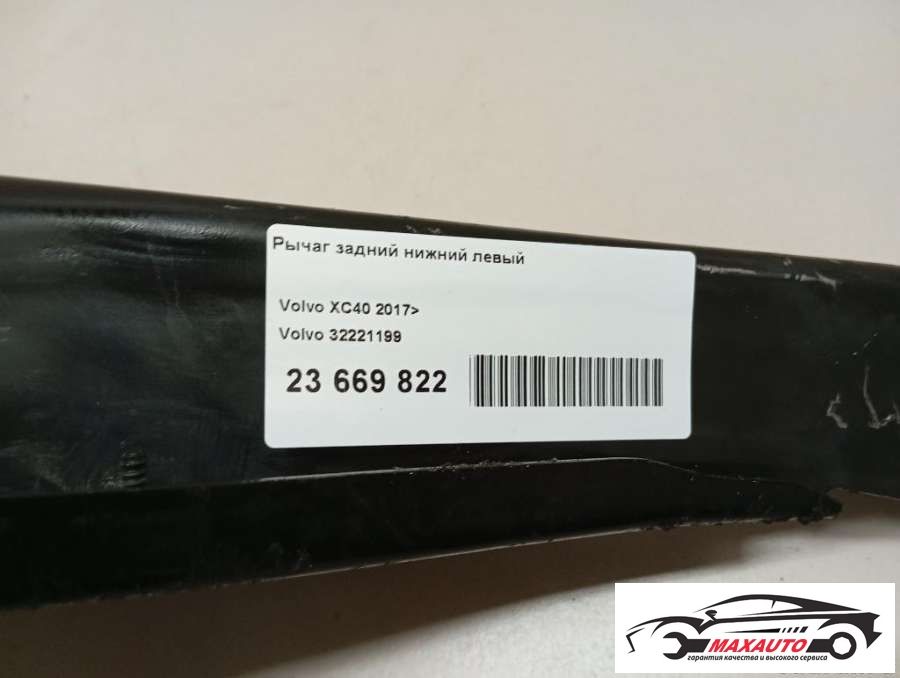 Рычаг задний нижний левый
Volvo XC40 2017>
Volvo 32221199
23 669 822
MAXAUTO
гарантия качества и высокого сервиса